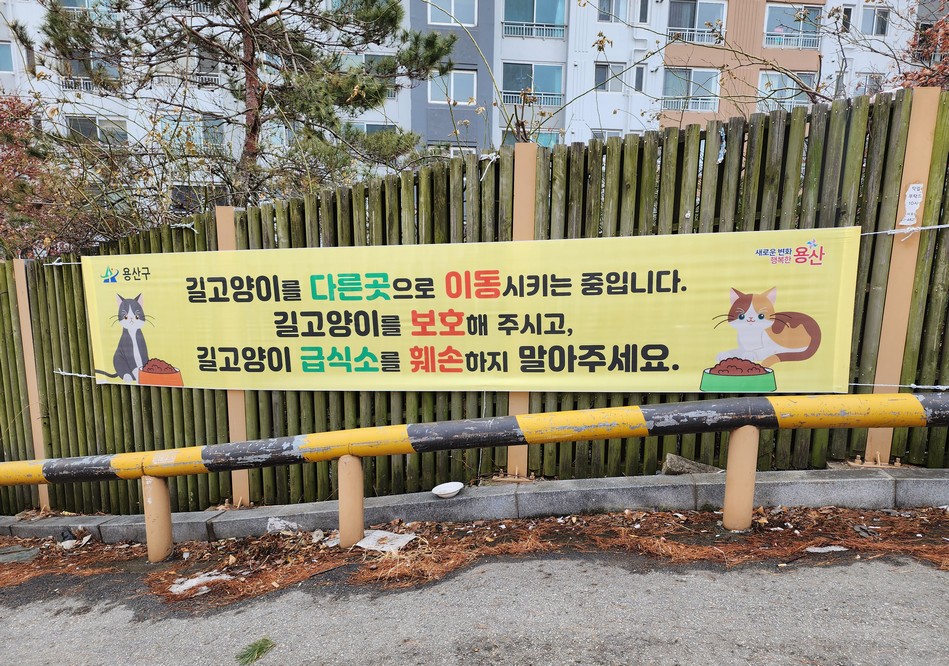 용산구
새로운 변화
행복한 용산
길고양이를 다른곳으로 이동시키는 중입니다.
길고양이를 보호해 주시고,
길고양이 급식소를 훼손하지 말아주세요.